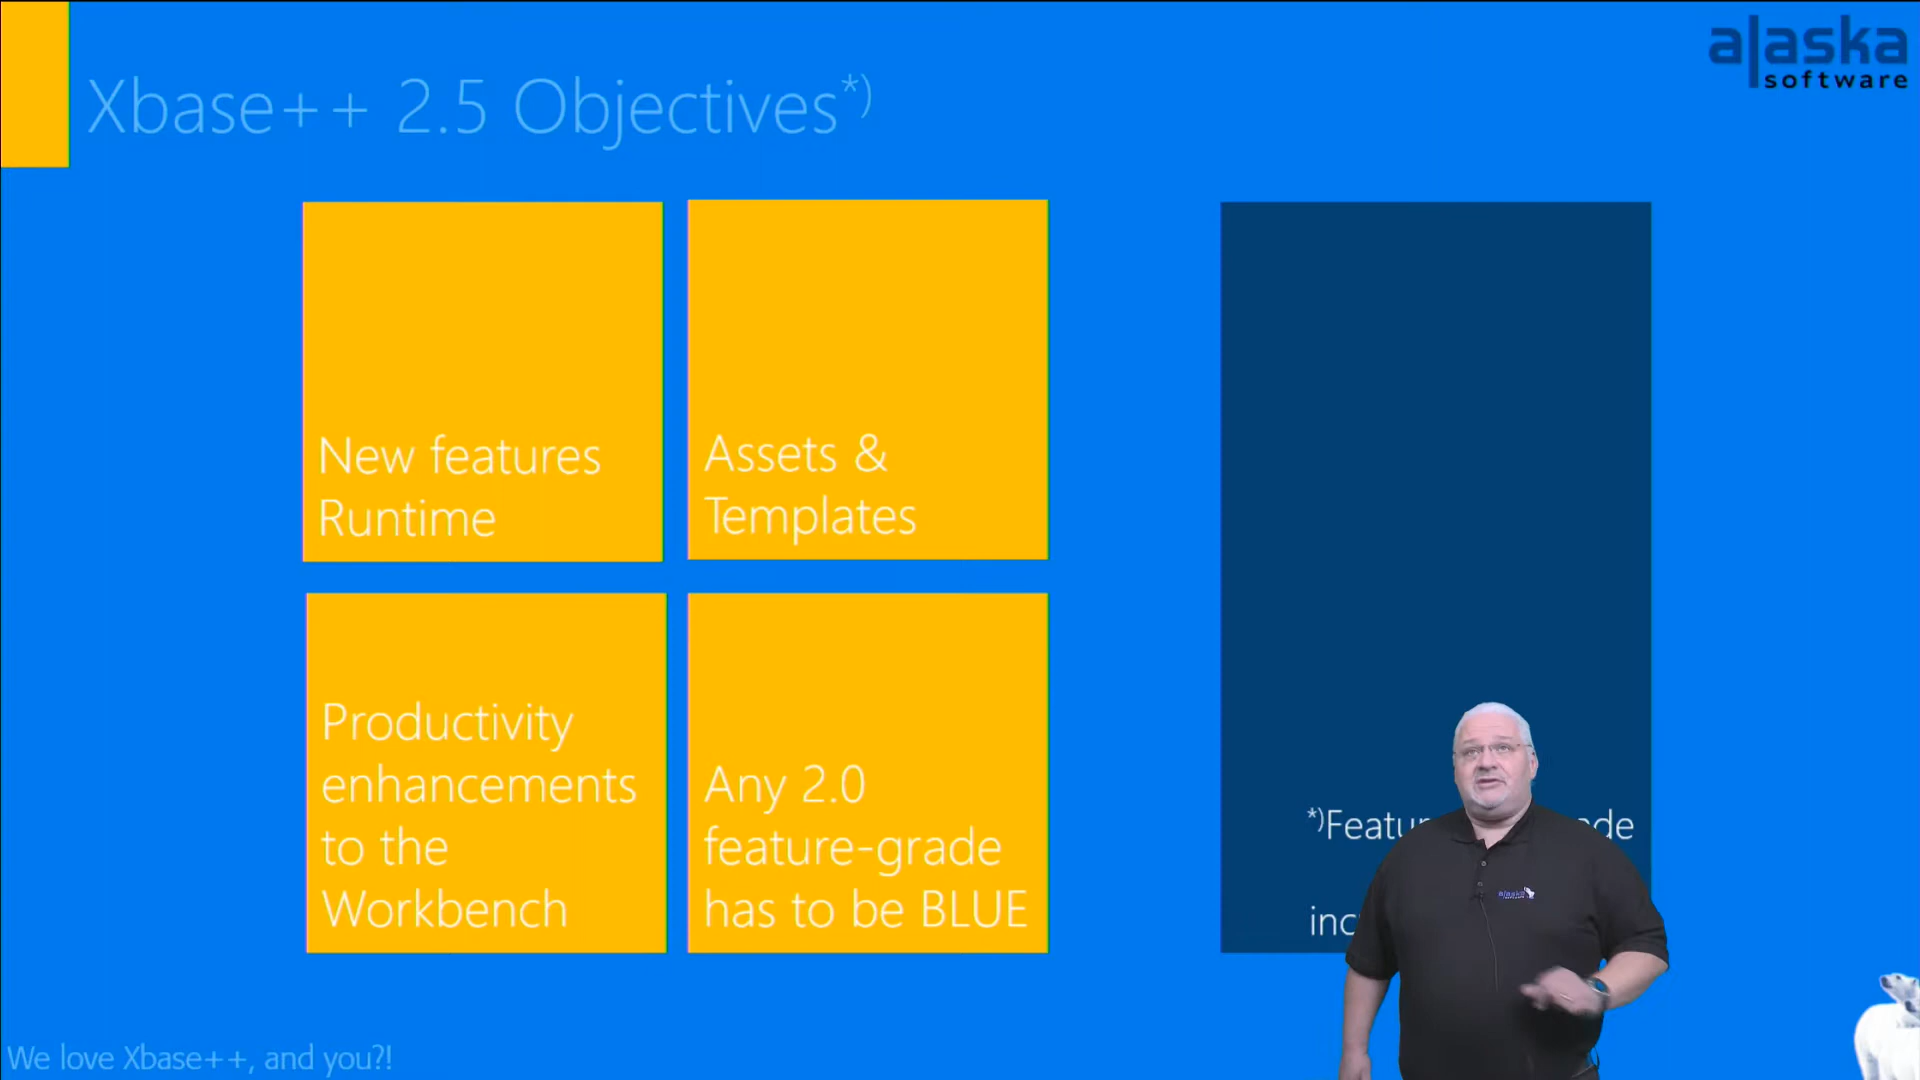 Xbase++ 2.5 Objectives*)
alaska
software
New features
Runtime
Assets &
Templates
Productivity
enhancements
to the
Workbench
Any 2.0
feature-grade
has to be BLUE
We love Xbase++, and you?!